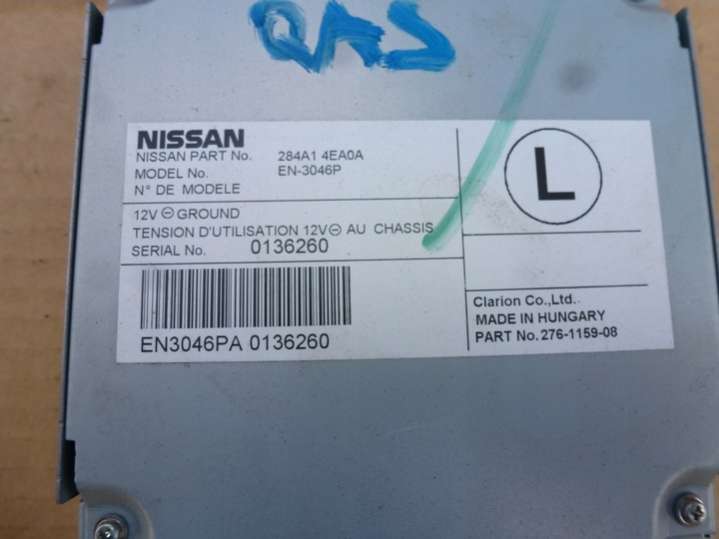 QAS
NISSAN
NISSAN PART No. 284A1 4EA0A
MODEL No. EN-3046P
N° DE MODELE
12V ⊖ GROUND
TENSION D'UTILISATION 12V⊖ AU CHASSIS
SERIAL No. 0136260
EN3046PA 0136260
L
Clarion Co.,Ltd.
MADE IN HUNGARY
PART No. 276-1159-08